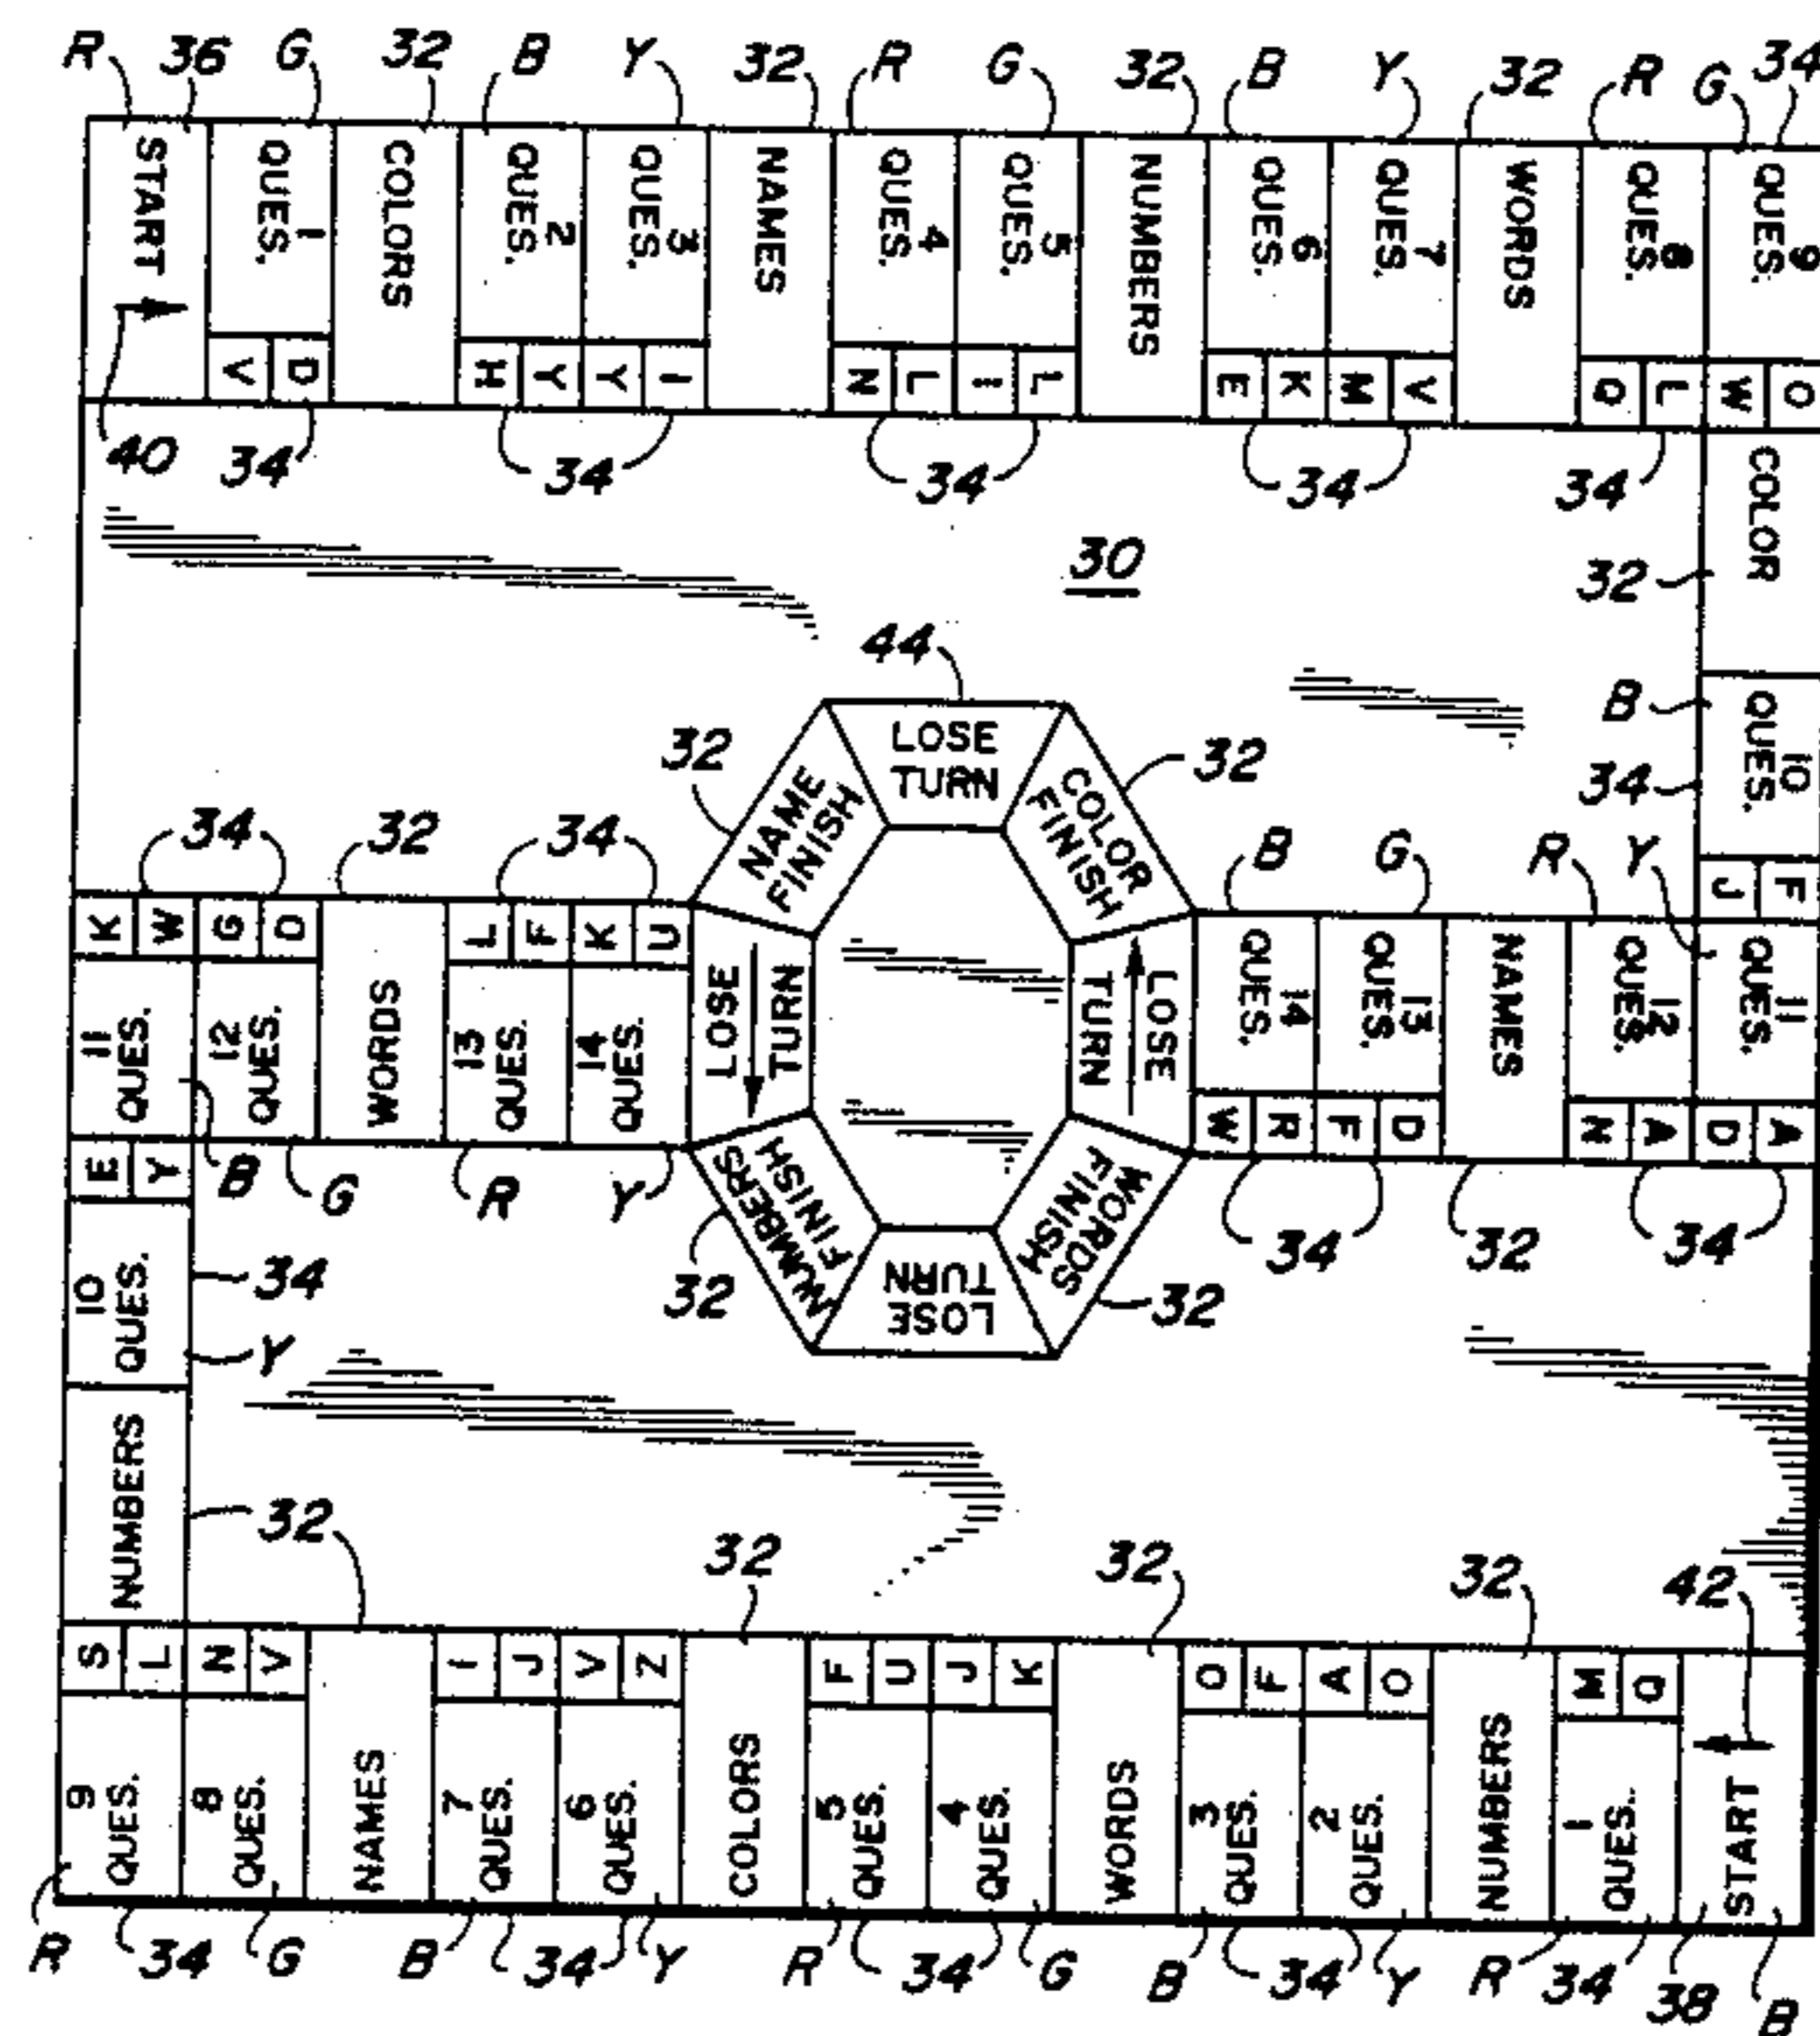 R 36 G 32 B Y 32 R G 32 B Y 32 R G 34
START
QUES. 1
COLORS
QUES. 2
QUES. 3
NAMES
QUES. 4
QUES. 5
NUMBERS
QUES. 6
QUES. 7
WORDS
QUES. 8
QUES. 9
V D H Y Y I N L I L E K M V Q L W O
40 34 34 34 34 34
COLOR
30
32
44
B
QUES. 10
34
32
LOSE
TURN
32
NAME
FINISH
COLOR
FINISH
34 32 34 B G R Y
J F
K W G D L F K U
11
QUES.
12
QUES.
WORDS
13
QUES.
14
QUES.
LOSE
TURN
LOSE
TURN
QUES. 14
QUES. 13
NAMES
QUES. 12
QUES. 11
W R F D N A D A
E Y
B G R Y
NUMBERS
FINISH
WORDS
FINISH
34 32 34
10
QUES.
34
32
LOSE
TURN
32
Y
NUMBERS
32
32 32 32 42
S L N V I J V Z F U J K O F A O M Q
9
QUES.
8
QUES.
NAMES
7
QUES.
6
QUES.
COLORS
5
QUES.
4
QUES.
WORDS
3
QUES.
2
QUES.
NUMBERS
1
QUES.
START
R 34 G B 34 Y R 34 G B 34 Y R 34 38 B